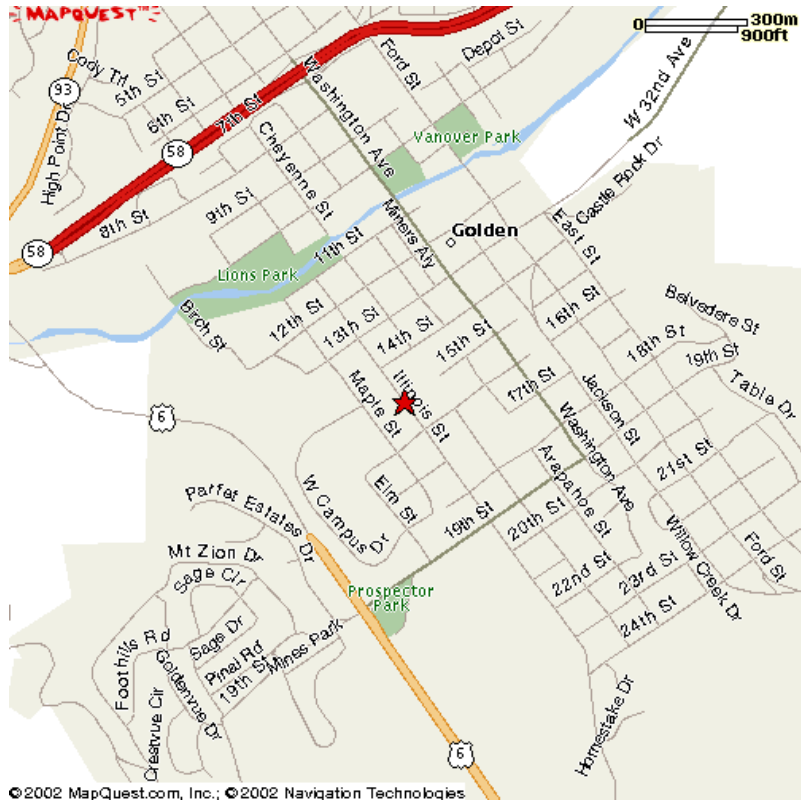 MAPQUEST™
0 300m
900ft
Cody Trl
5th St
6th St
7th St
93
58
High Point Dr
58
8th St
9th St
Cheyenne St
Washington Ave
Ford St
Depot St
W 32nd Ave
Vanover Park
Castle Rock Dr
East St
Miners Aly
Golden
11th St
Lions Park
Birch St
12th St
13th St
14th St
15th St
16th St
Belvedere St
18th St
19th St
Table Dr
Illinois St
Maple St
17th St
Jackson St
Washington Ave
6
W Campus Dr
Elm St
19th St
Arapahoe St
20th St
21st St
Parfet Estates Dr
Mt Zion Dr
Sage Cir
Prospector
Park
22nd St
23rd St
24th St
Willow Creek Dr
Ford St
Foothills Rd
Sage Dr
Pinal Rd
19th St
Mines Park
Goldenvue Dr
Crestvue Cir
Homestake Dr
6
©2002 MapQuest.com, Inc.; ©2002 Navigation Technologies